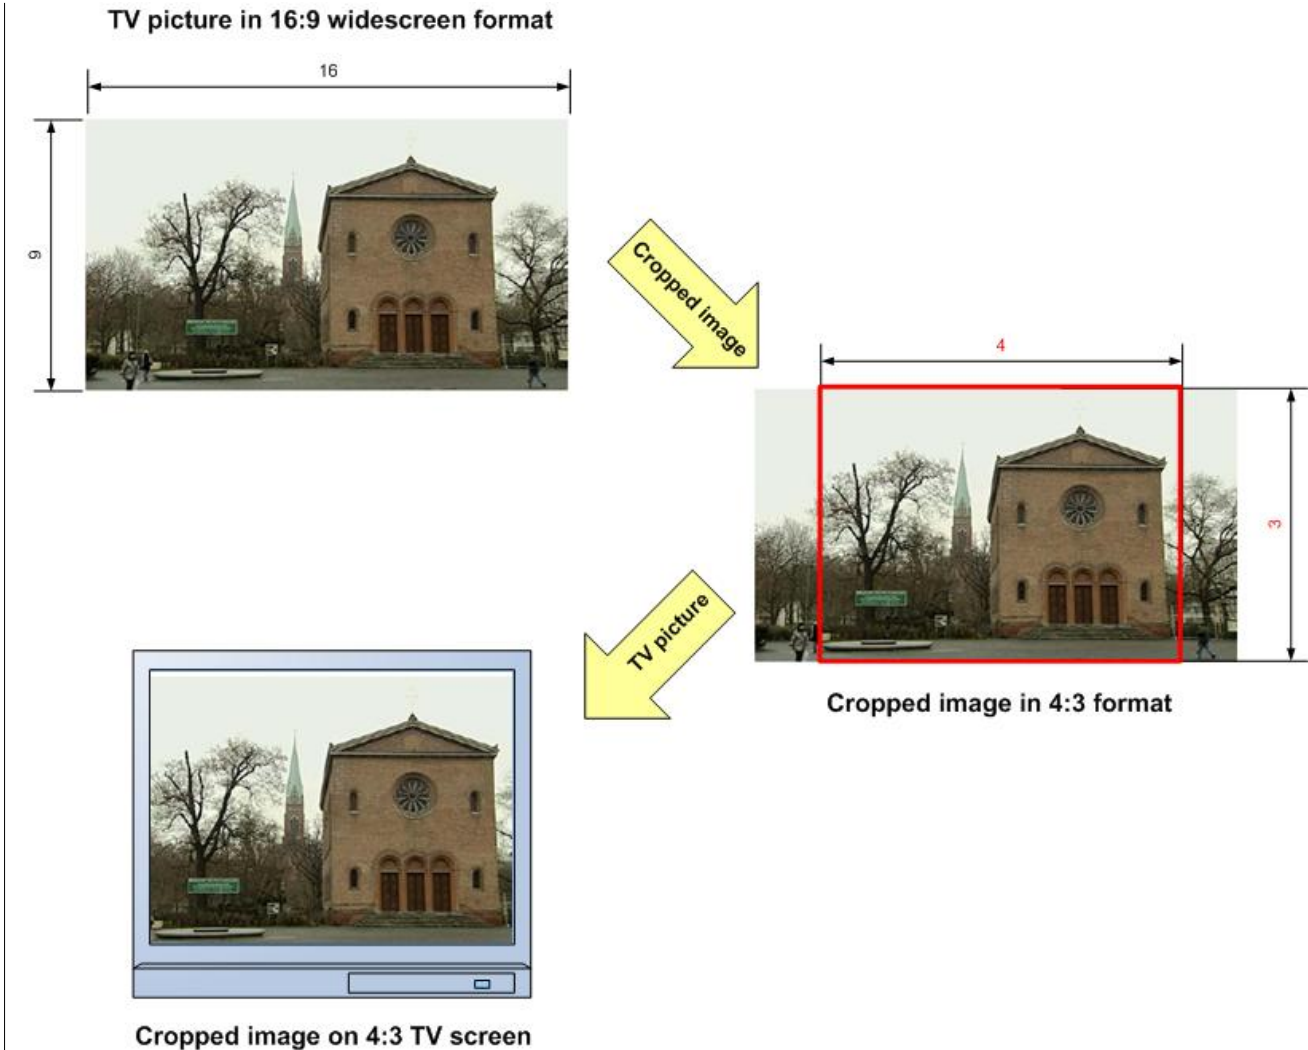 TV picture in 16:9 widescreen format
16
9
Cropped image
4
3
Cropped image in 4:3 format
TV picture
Cropped image on 4:3 TV screen